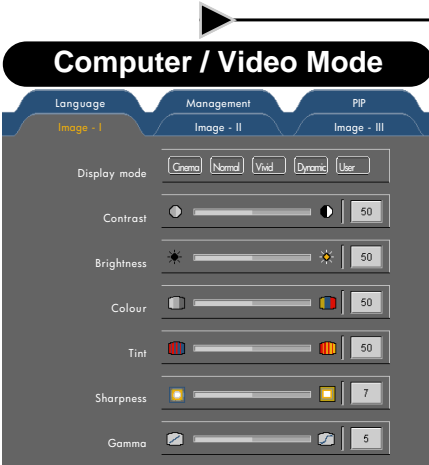 Computer / Video Mode
Language Management PIP
Image - I Image - II Image - III
Display mode Cinema Normal Vivid Dynamic User
Contrast 50
Brightness 50
Colour 50
Tint 50
Sharpness 7
Gamma 5